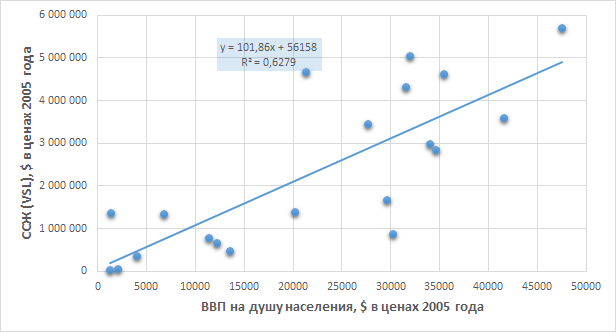 6 000 000
5 000 000
4 000 000
3 000 000
2 000 000
1 000 000
0
ССЖ (VSL), $ в ценах 2005 года
y = 101,86x + 56158
R² = 0,6279
0 5000 10000 15000 20000 25000 30000 35000 40000 45000 50000
ВВП на душу населения, $ в ценах 2005 года